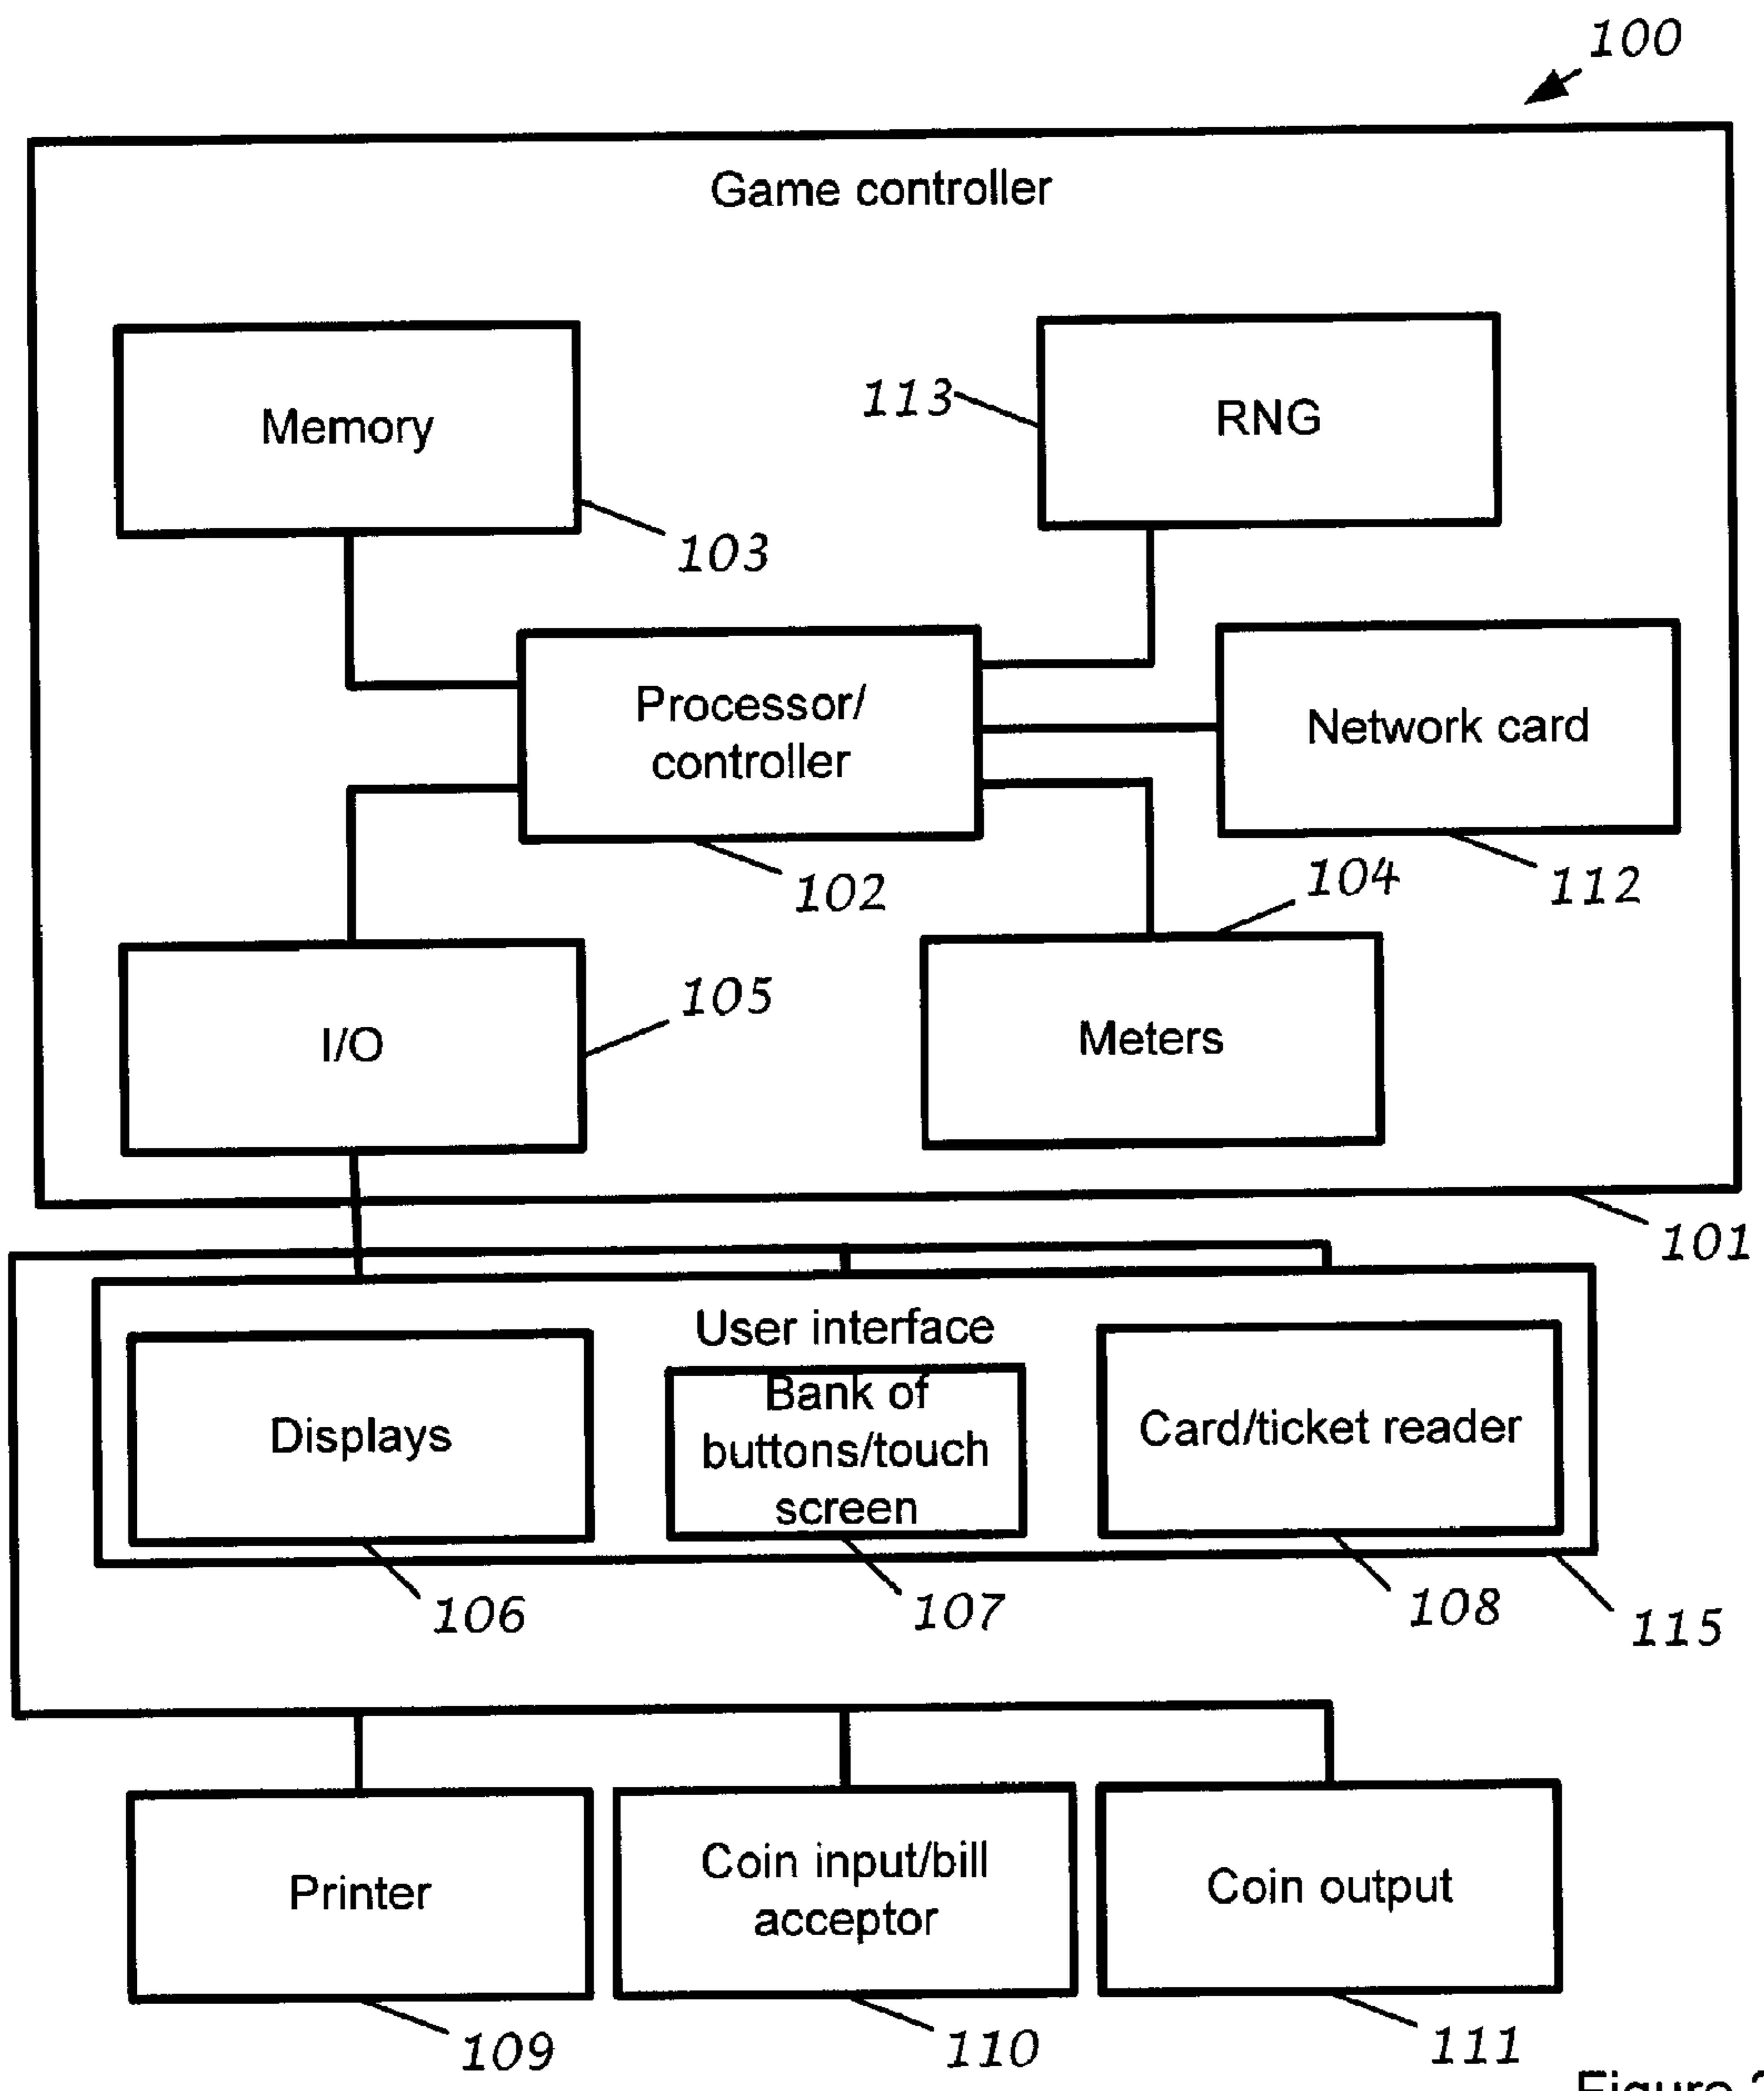 100
Game controller
Memory
113
RNG
103
Processor/
controller
Network card
102
104
112
I/O
105
Meters
101
User interface
Displays
Bank of
buttons/touch
screen
Card/ticket reader
106
107
108
115
Printer
Coin input/bill
acceptor
Coin output
109
110
111
Figure